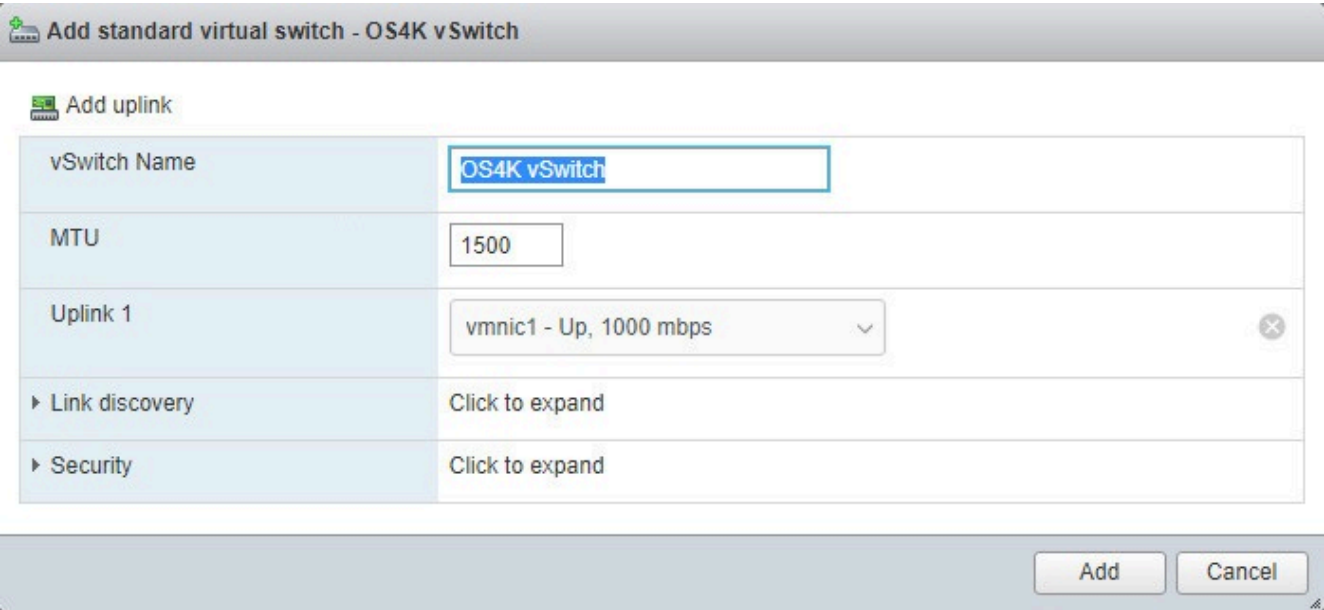 Add standard virtual switch - OS4K vSwitch
Add uplink
vSwitch Name
OS4K vSwitch
MTU
1500
Uplink 1
vmnic1 - Up, 1000 mbps
Link discovery
Click to expand
Security
Click to expand
Add
Cancel